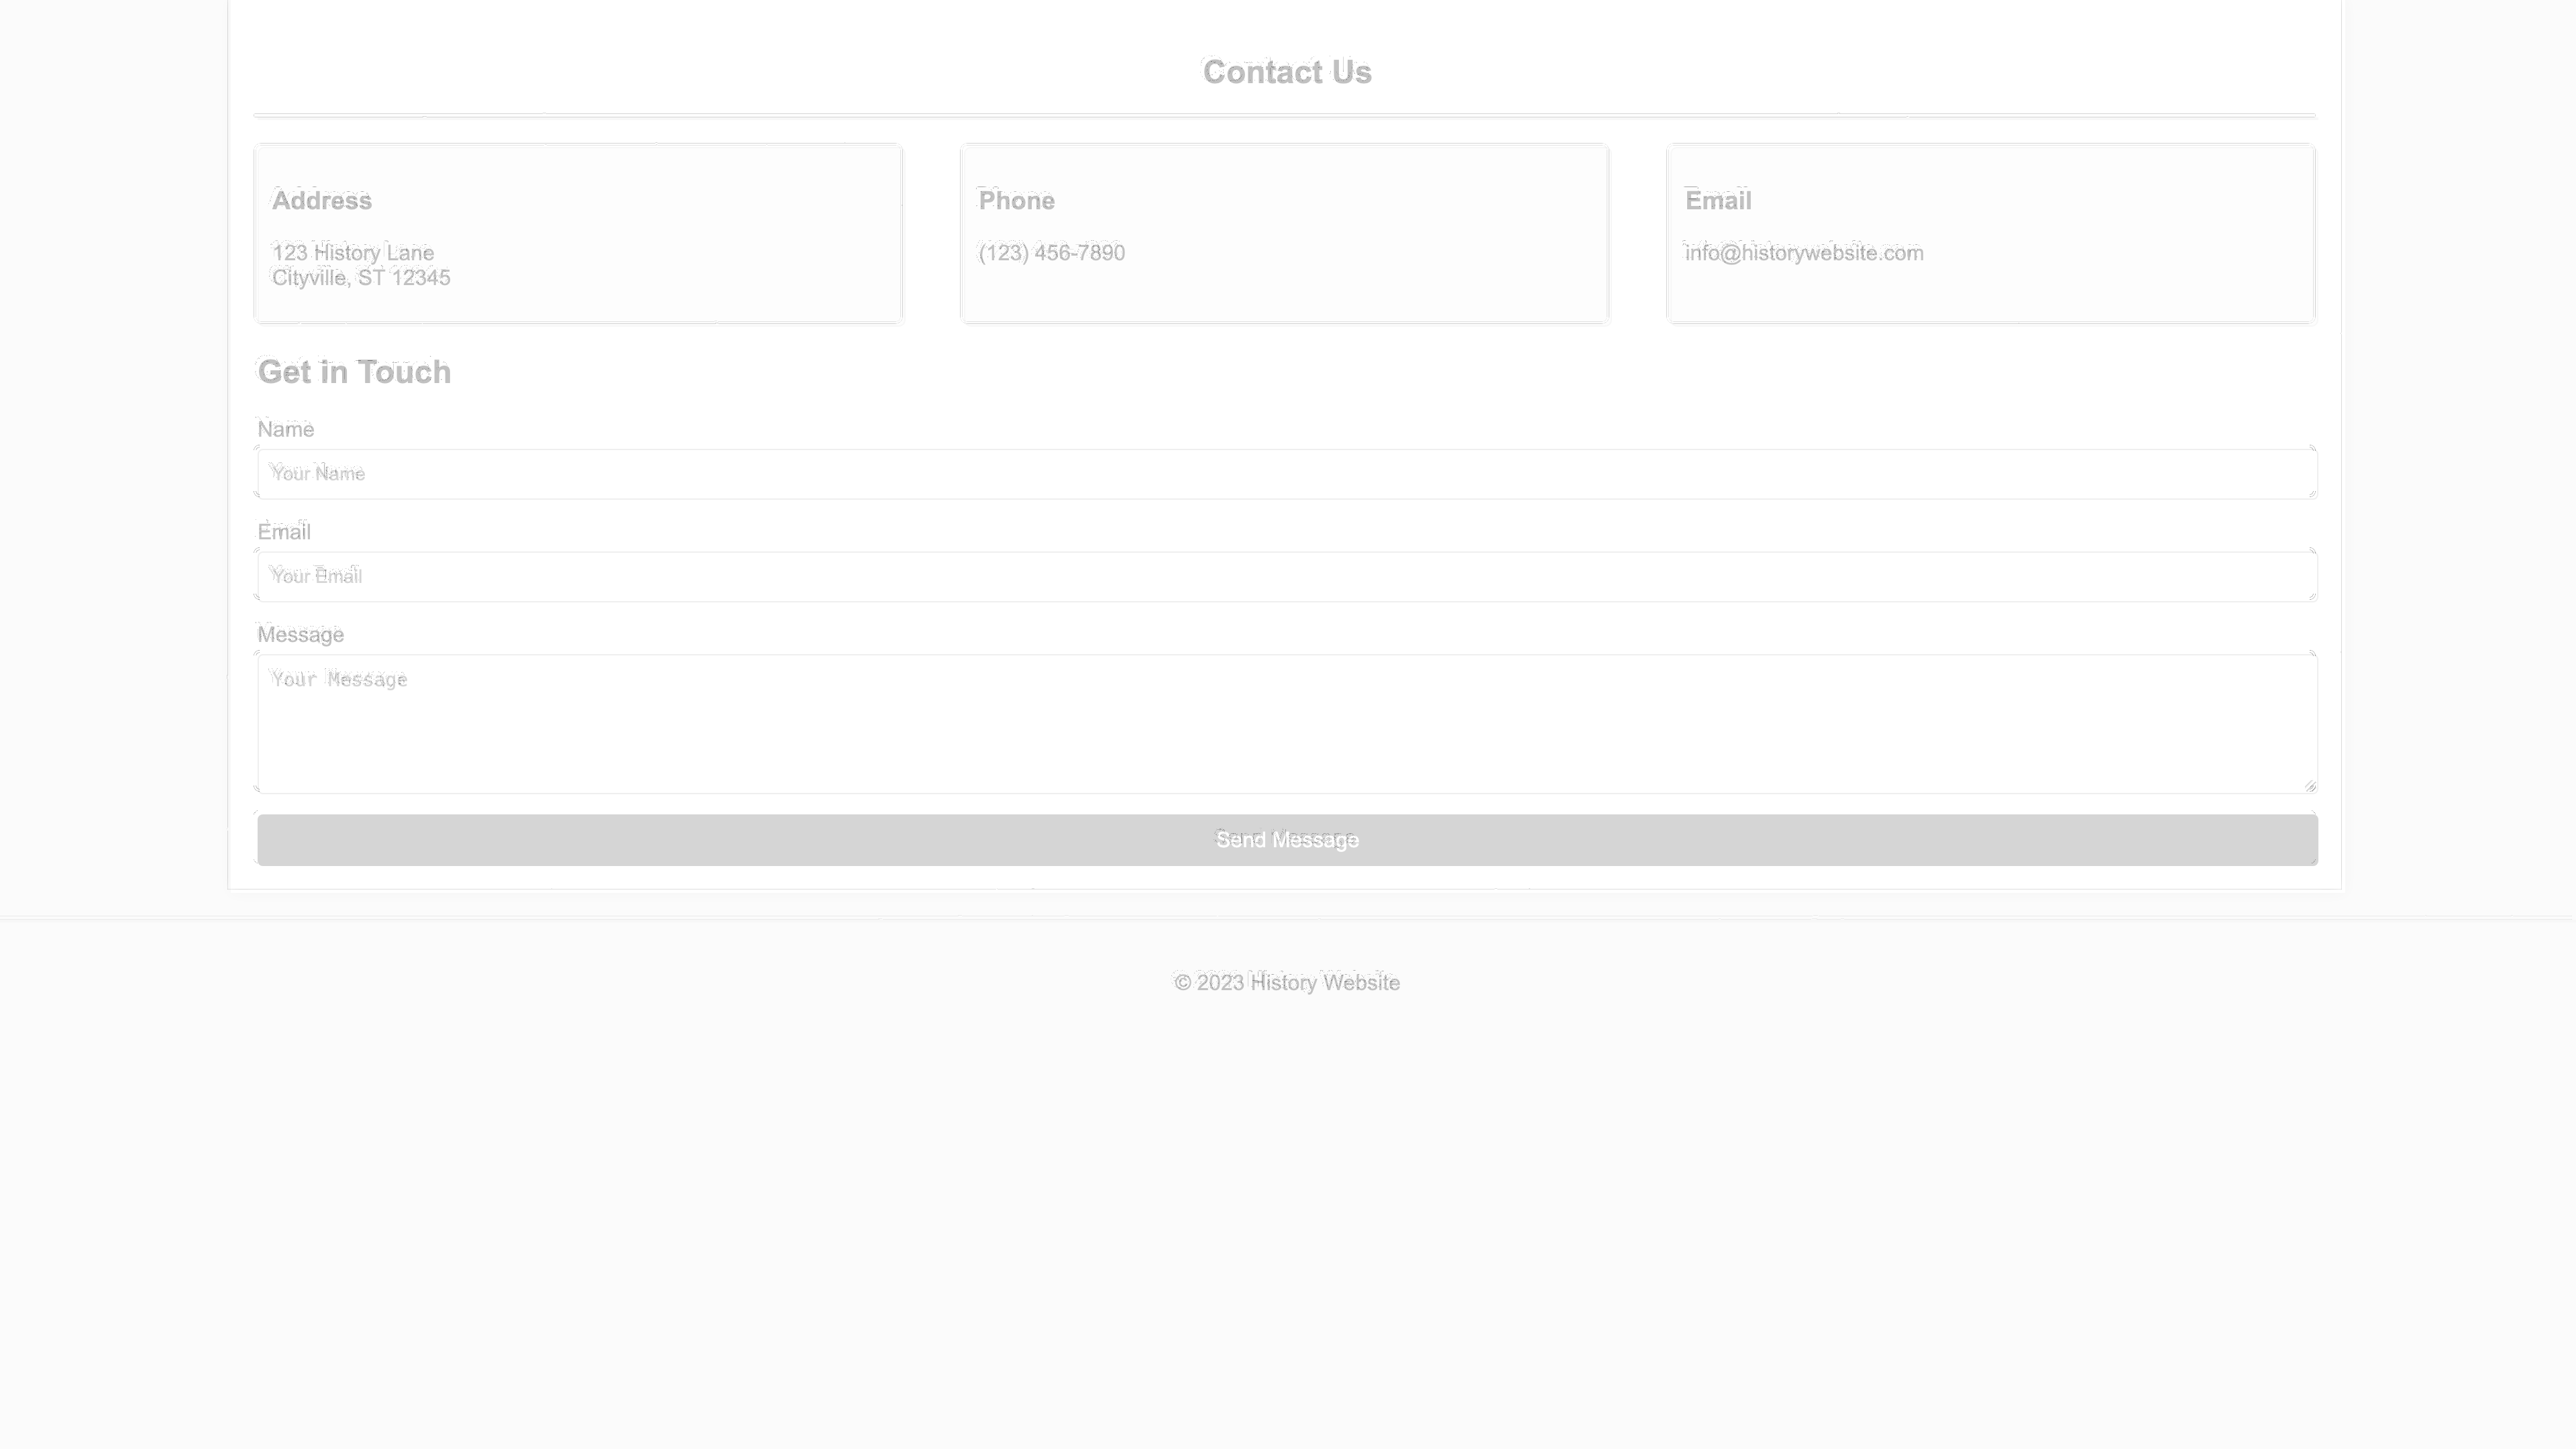 Contact Us
Address
123 History Lane
Cityville, ST 12345
Phone
(123) 456-7890
Email
info@historywebsite.com
Get in Touch
Name
Your Name
Email
Your Email
Message
Your Message
Send Message
© 2023 History Website